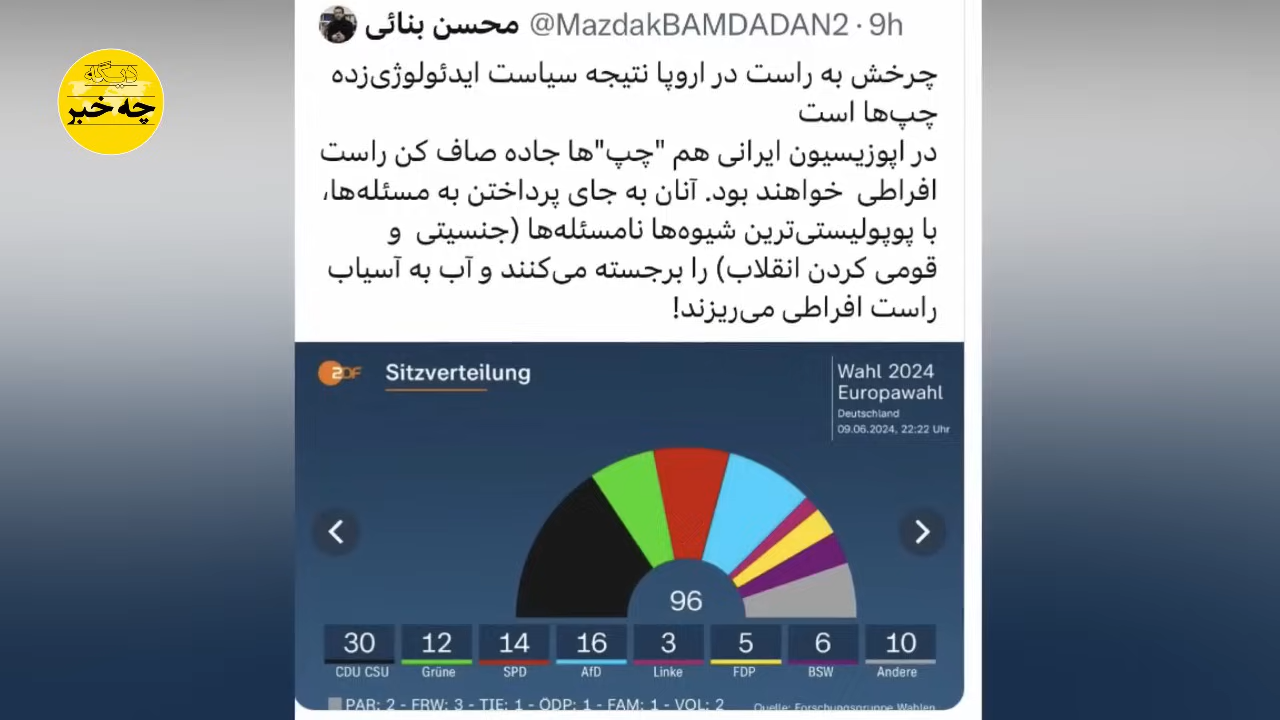 دیگه
چه خبر
محسن بنائی @MazdakBAMDADAN2 · 9h
چرخش به راست در اروپا نتیجه سیاست ایدئولوژی‌زده
چپ‌ها است
در اپوزیسیون ایرانی هم "چپ"ها جاده صاف کن راست
افراطی خواهند بود. آنان به جای پرداختن به مسئله‌ها،
با پوپولیستی‌ترین شیوه‌ها نامسئله‌ها (جنسیتی و
قومی کردن انقلاب) را برجسته می‌کنند و آب به آسیاب
راست افراطی می‌ریزند!
ZDF Sitzverteilung
Wahl 2024
Europawahl
Deutschland
09.06.2024, 22:22 Uhr
96
30 12 14 16 3 5 6 10
CDU CSU Grüne SPD AfD Linke FDP BSW Andere
PAR: 2 - FRW: 3 - TIE: 1 - ÖDP: 1 - FAM: 1 - VOL: 2
Quelle: Forschungsgruppe Wahlen